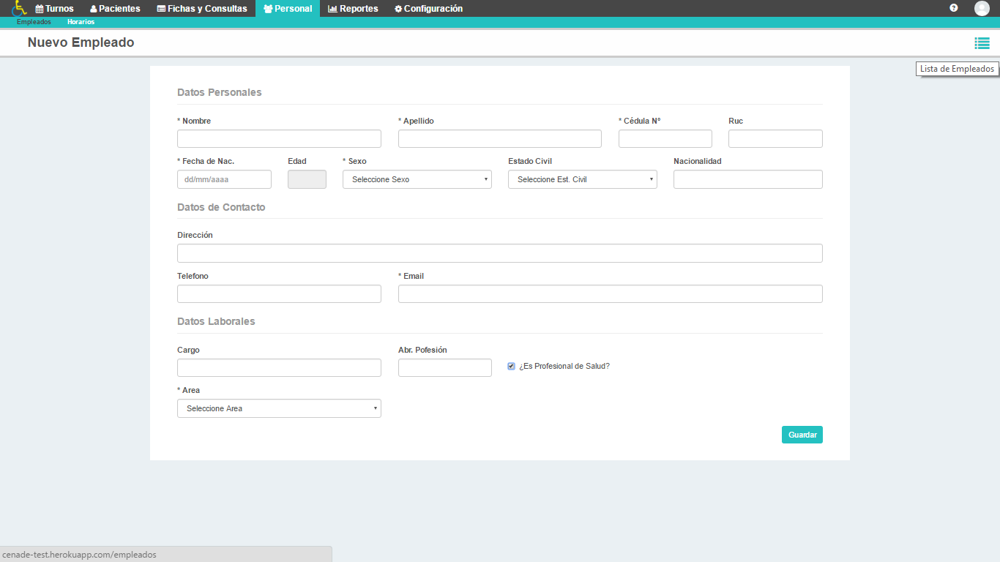 Turnos Pacientes Fichas y Consultas Personal Reportes Configuración ?
Empleados Horarios
Nuevo Empleado
Lista de Empleados
Datos Personales
* Nombre * Apellido * Cédula Nº Ruc
* Fecha de Nac. Edad * Sexo Estado Civil Nacionalidad
dd/mm/aaaa Seleccione Sexo Seleccione Est. Civil
Datos de Contacto
Dirección
Telefono * Email
Datos Laborales
Cargo Abr. Pofesión
¿Es Profesional de Salud?
* Area
Seleccione Area
Guardar
cenade-test.herokuapp.com/empleados